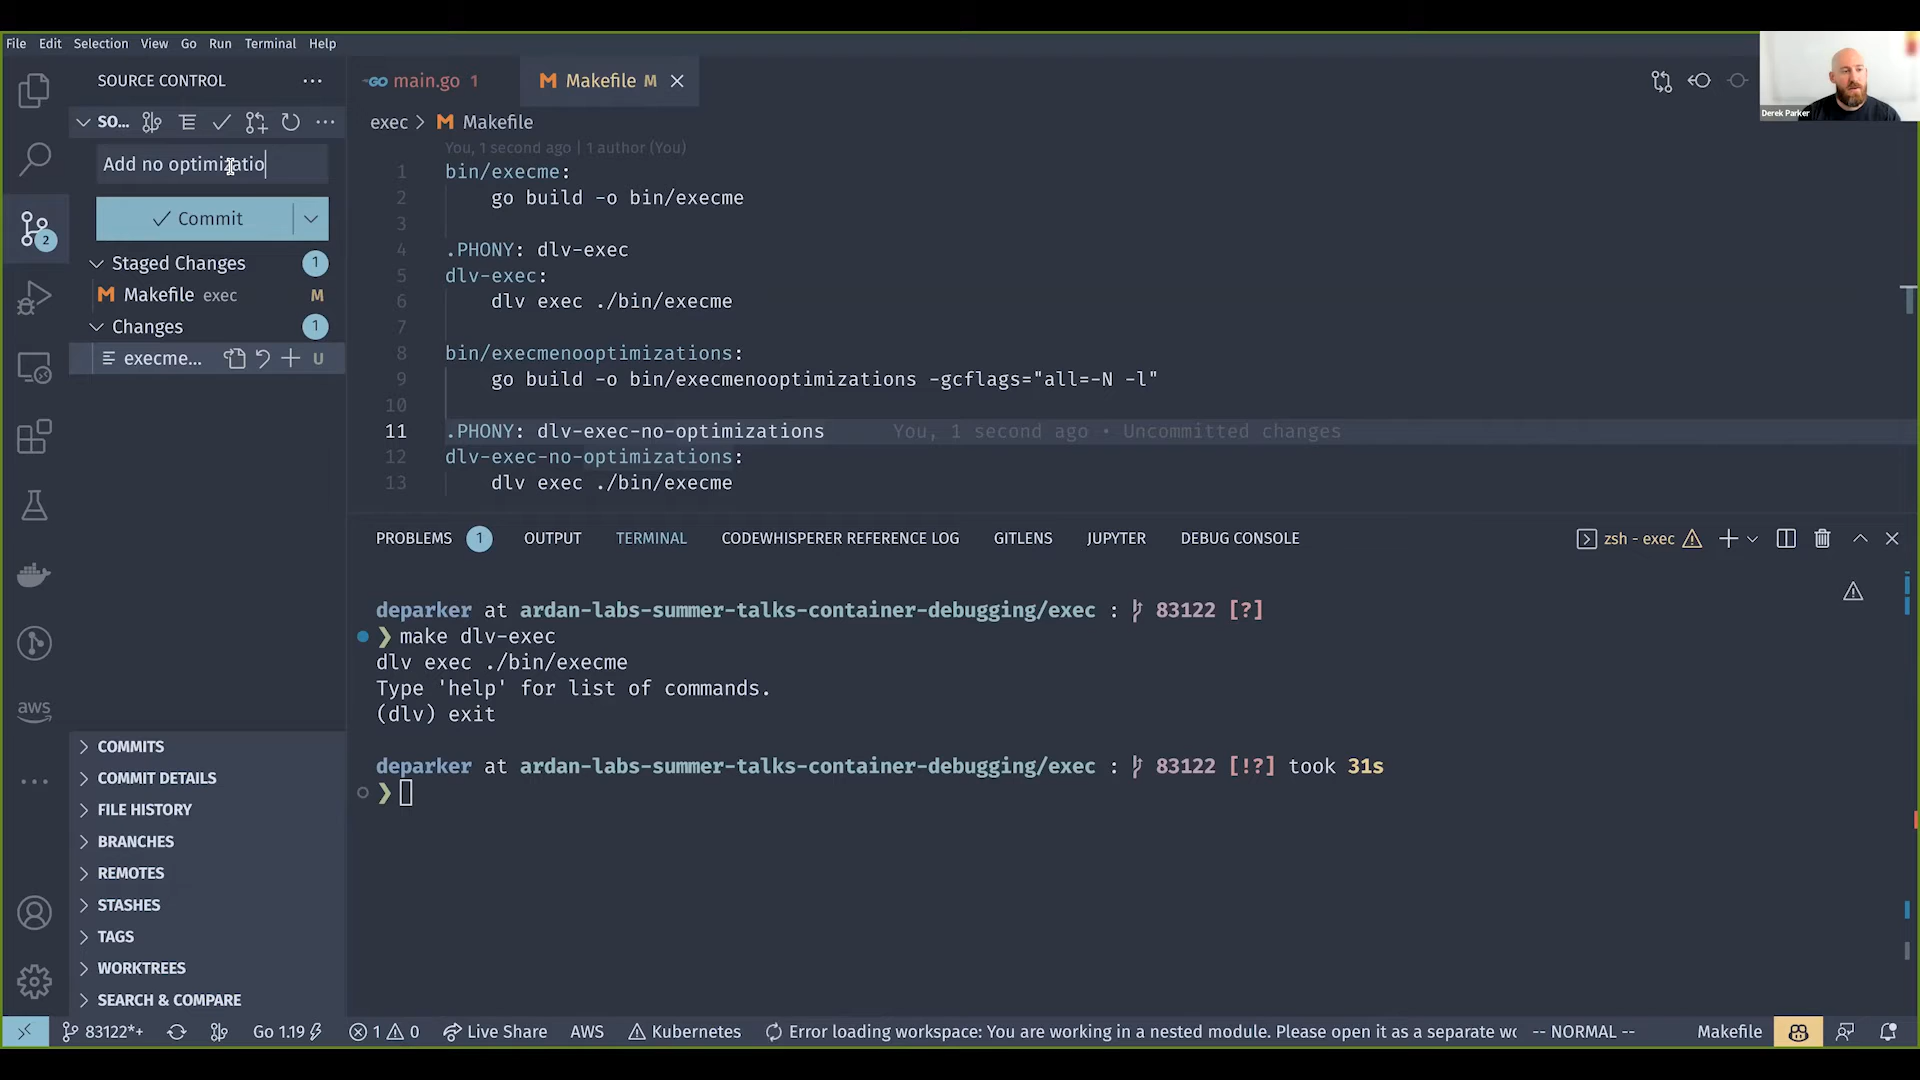 File Edit Selection View Go Run Terminal Help
SOURCE CONTROL
main.go 1
Makefile M
Derek Parker
SO...
exec > Makefile
Add no optimizatio
Commit
Staged Changes 1
Makefile exec M
Changes 1
execme... U
You, 1 second ago | 1 author (You)
1 bin/execme:
2 go build -o bin/execme
3
4 .PHONY: dlv-exec
5 dlv-exec:
6 dlv exec ./bin/execme
7
8 bin/execmenooptimizations:
9 go build -o bin/execmenooptimizations -gcflags="all=-N -l"
10
11 .PHONY: dlv-exec-no-optimizations You, 1 second ago • Uncommitted changes
12 dlv-exec-no-optimizations:
13 dlv exec ./bin/execme
2
PROBLEMS 1 OUTPUT TERMINAL CODEWHISPERER REFERENCE LOG GITLENS JUPYTER DEBUG CONSOLE
zsh - exec
deparker at ardan-labs-summer-talks-container-debugging/exec : 83122 [?]
❯ make dlv-exec
dlv exec ./bin/execme
Type 'help' for list of commands.
(dlv) exit
deparker at ardan-labs-summer-talks-container-debugging/exec : 83122 [!?] took 31s
❯
aws
COMMITS
COMMIT DETAILS
FILE HISTORY
BRANCHES
REMOTES
STASHES
TAGS
WORKTREES
SEARCH & COMPARE
83122*+ Go 1.19 1 0 Live Share AWS Kubernetes Error loading workspace: You are working in a nested module. Please open it as a separate wc -- NORMAL -- Makefile